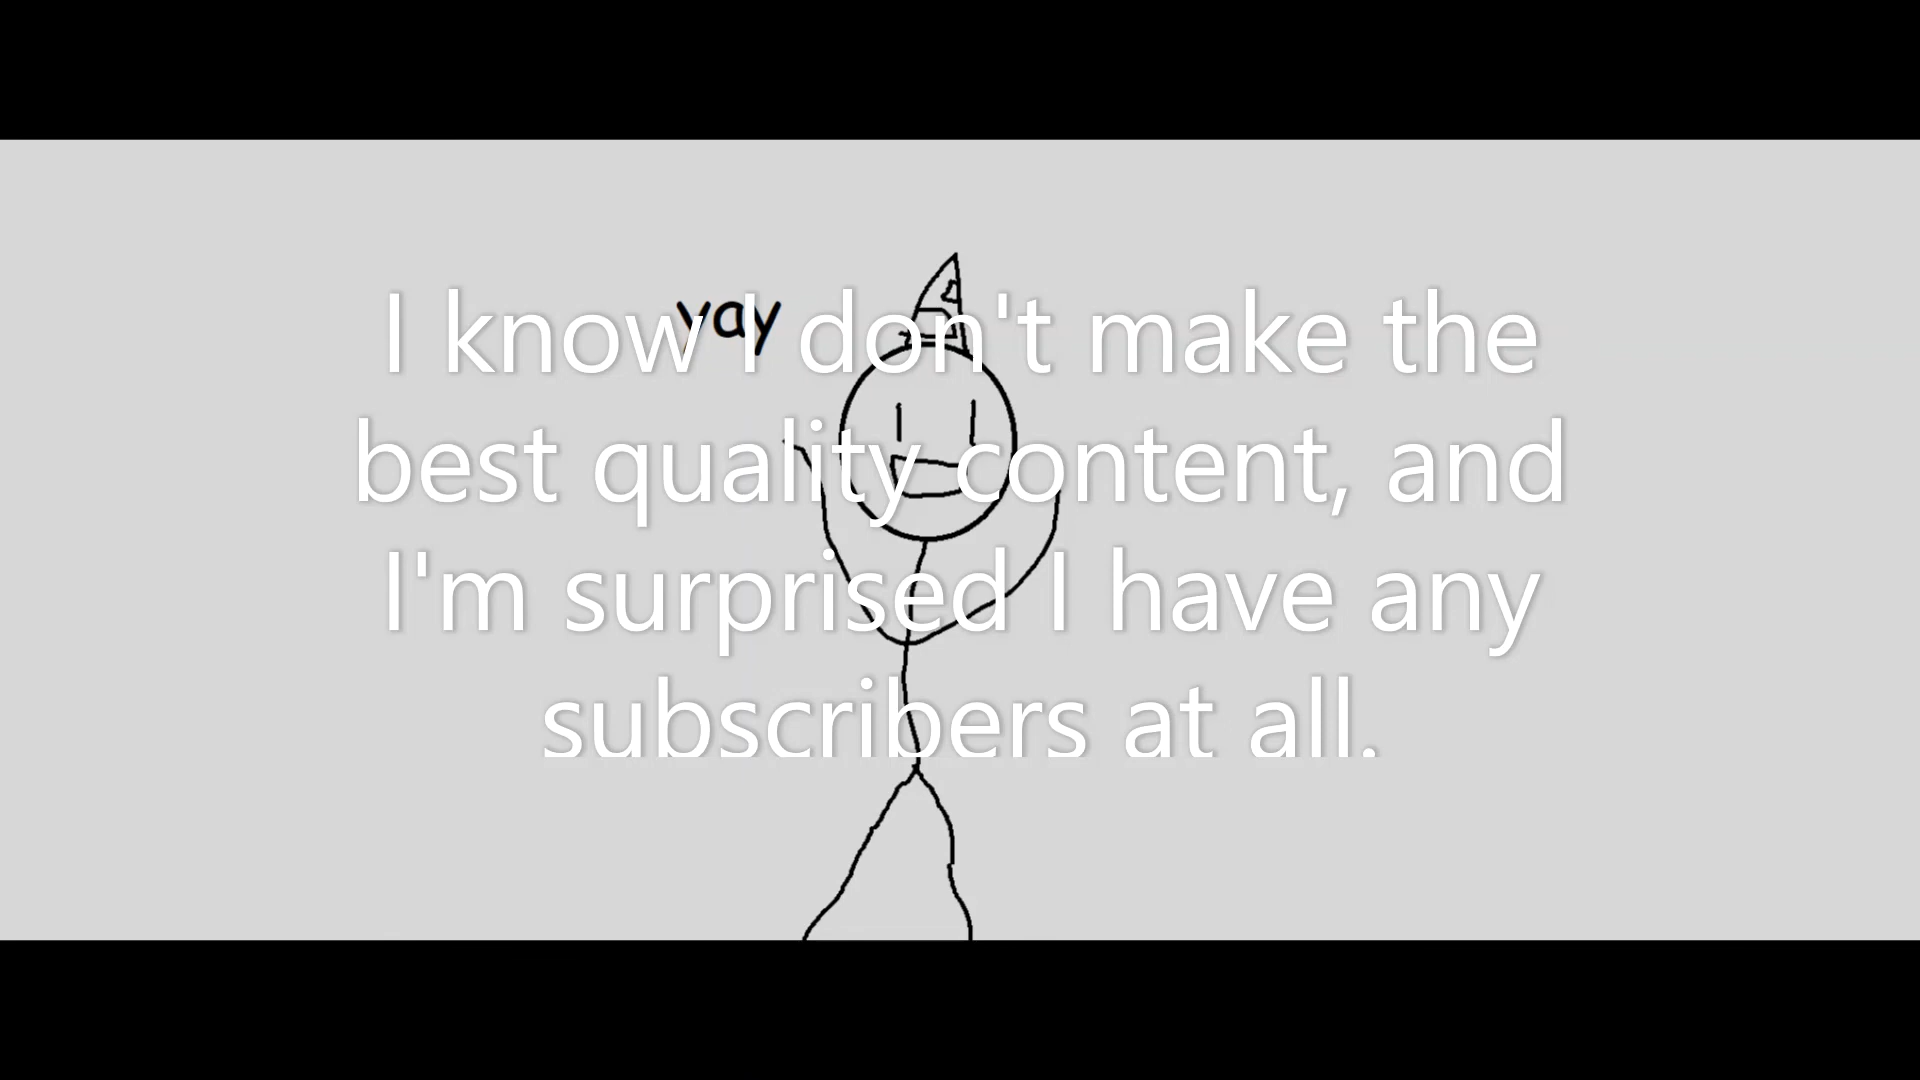 yay
I know I don't make the
best quality content, and
I'm surprised I have any
subscribers at all.